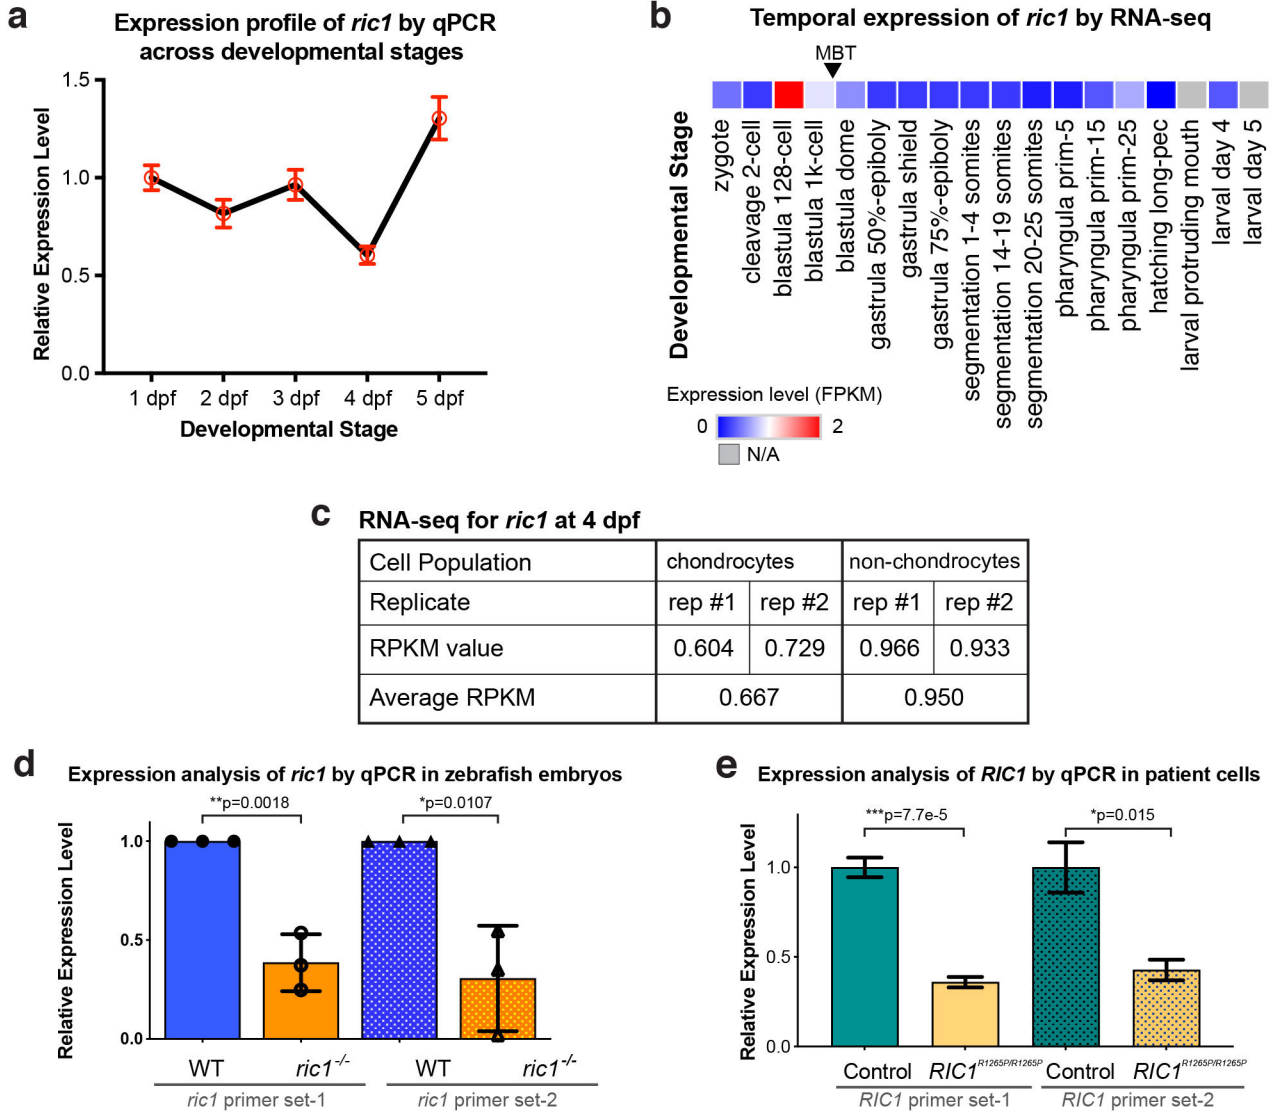 a
Expression profile of ric1 by qPCR
across developmental stages
Relative Expression Level
1.5
1.0
0.5
0.0
1 dpf 2 dpf 3 dpf 4 dpf 5 dpf
Developmental Stage
b
Temporal expression of ric1 by RNA-seq
MBT
Developmental Stage
zygote
cleavage 2-cell
blastula 128-cell
blastula 1k-cell
blastula dome
gastrula 50%-epiboly
gastrula shield
gastrula 75%-epiboly
segmentation 1-4 somites
segmentation 14-19 somites
segmentation 20-25 somites
pharyngula prim-5
pharyngula prim-15
pharyngula prim-25
hatching long-pec
larval protruding mouth
larval day 4
larval day 5
Expression level (FPKM)
0 2
N/A
c
RNA-seq for ric1 at 4 dpf
Cell Population chondrocytes non-chondrocytes
Replicate rep #1 rep #2 rep #1 rep #2
RPKM value 0.604 0.729 0.966 0.933
Average RPKM 0.667 0.950
d
Expression analysis of ric1 by qPCR in zebrafish embryos
**p=0.0018 *p=0.0107
Relative Expression Level
1.0
0.5
0.0
WT ric1-/- WT ric1-/-
ric1 primer set-1 ric1 primer set-2
e
Expression analysis of RIC1 by qPCR in patient cells
***p=7.7e-5 *p=0.015
Relative Expression Level
1.0
0.5
0.0
Control RIC1R1265P/R1265P Control RIC1R1265P/R1265P
RIC1 primer set-1 RIC1 primer set-2